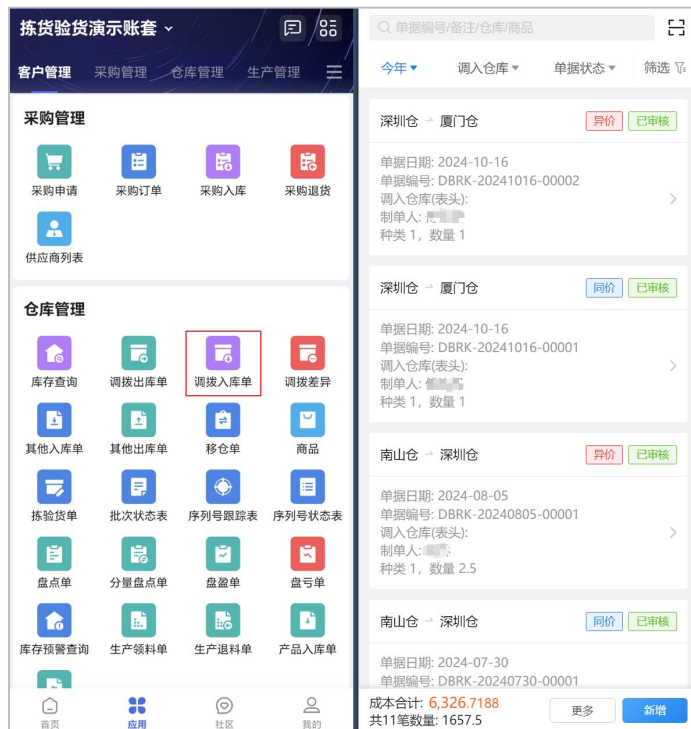 拣货验货演示账套
客户管理 采购管理 仓库管理 生产管理
采购管理
采购申请 采购订单 采购入库 采购退货
供应商列表
仓库管理
库存查询 调拨出库单 调拨入库单 调拨差异
其他入库单 其他出库单 移仓单 商品
拣验货单 批次状态表 序列号跟踪表 序列号状态表
盘点单 分量盘点单 盘盈单 盘亏单
库存预警查询 生产领料单 生产退料单 产品入库单
首页 应用 社区 我的
单据编号/备注/仓库/商品
今年 调入仓库 单据状态 筛选
深圳仓 厦门仓 异价 已审核
单据日期: 2024-10-16
单据编号: DBRK-20241016-00002
调入仓库(表头):
制单人:
种类 1，数量 1
深圳仓 厦门仓 同价 已审核
单据日期: 2024-10-16
单据编号: DBRK-20241016-00001
调入仓库(表头):
制单人:
种类 1，数量 1
南山仓 深圳仓 异价 已审核
单据日期: 2024-08-05
单据编号: DBRK-20240805-00001
调入仓库(表头):
制单人:
种类 1，数量 2.5
南山仓 深圳仓 同价 已审核
单据日期: 2024-07-30
单据编号: DBRK-20240730-00001
成本合计: 6,326.7188
共11笔数量: 1657.5
更多 新增